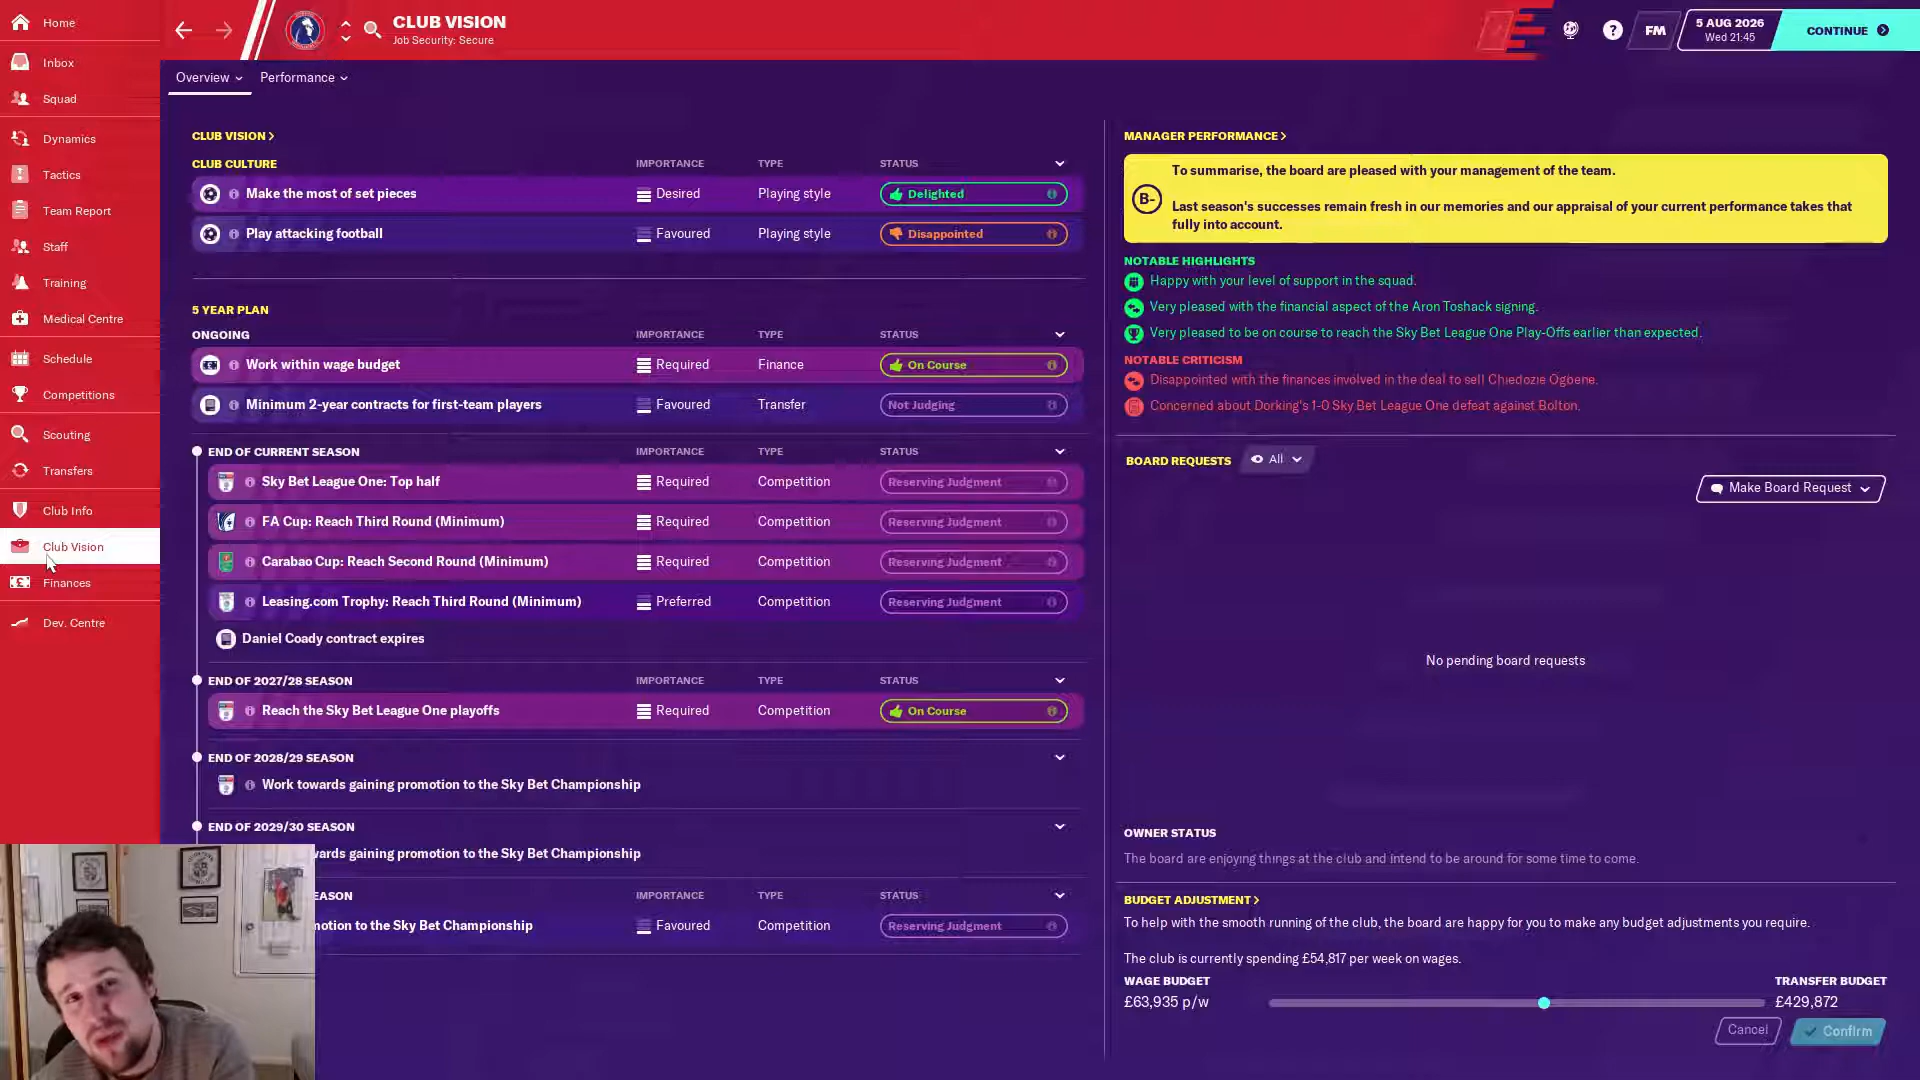 Home
Inbox
Squad
Dynamics
Tactics
Team Report
Staff
Training
Medical Centre
Schedule
Competitions
Scouting
Transfers
Club Info
Club Vision
Finances
Dev. Centre
CLUB VISION
Job Security: Secure
FM
5 AUG 2026
Wed 21:45
CONTINUE
Overview
Performance
CLUB VISION >
CLUB CULTURE IMPORTANCE TYPE STATUS
Make the most of set pieces Desired Playing style Delighted
Play attacking football Favoured Playing style Disappointed
5 YEAR PLAN
ONGOING IMPORTANCE TYPE STATUS
Work within wage budget Required Finance On Course
Minimum 2-year contracts for first-team players Favoured Transfer Not Judging
END OF CURRENT SEASON IMPORTANCE TYPE STATUS
Sky Bet League One: Top half Required Competition Reserving Judgment
FA Cup: Reach Third Round (Minimum) Required Competition Reserving Judgment
Carabao Cup: Reach Second Round (Minimum) Required Competition Reserving Judgment
Leasing.com Trophy: Reach Third Round (Minimum) Preferred Competition Reserving Judgment
Daniel Coady contract expires
END OF 2027/28 SEASON IMPORTANCE TYPE STATUS
Reach the Sky Bet League One playoffs Required Competition On Course
END OF 2028/29 SEASON
Work towards gaining promotion to the Sky Bet Championship
END OF 2029/30 SEASON
wards gaining promotion to the Sky Bet Championship
EASON IMPORTANCE TYPE STATUS
motion to the Sky Bet Championship Favoured Competition Reserving Judgment
MANAGER PERFORMANCE >
B-
To summarise, the board are pleased with your management of the team.
Last season's successes remain fresh in our memories and our appraisal of your current performance takes that
fully into account.
NOTABLE HIGHLIGHTS
Happy with your level of support in the squad.
Very pleased with the financial aspect of the Aron Toshack signing.
Very pleased to be on course to reach the Sky Bet League One Play-Offs earlier than expected.
NOTABLE CRITICISM
Disappointed with the finances involved in the deal to sell Chiedozie Ogbene.
Concerned about Dorking's 1-0 Sky Bet League One defeat against Bolton.
BOARD REQUESTS All
Make Board Request
No pending board requests
OWNER STATUS
The board are enjoying things at the club and intend to be around for some time to come.
BUDGET ADJUSTMENT >
To help with the smooth running of the club, the board are happy for you to make any budget adjustments you require.
The club is currently spending £54,817 per week on wages.
WAGE BUDGET TRANSFER BUDGET
£63,935 p/w £429,872
Cancel Confirm